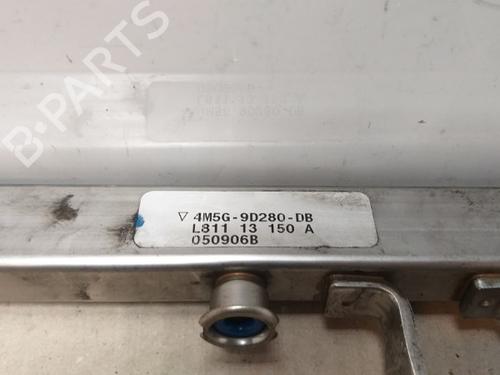 B-PARTS
▽ 4M5G-9D280-DB
L811 13 150 A
050906B